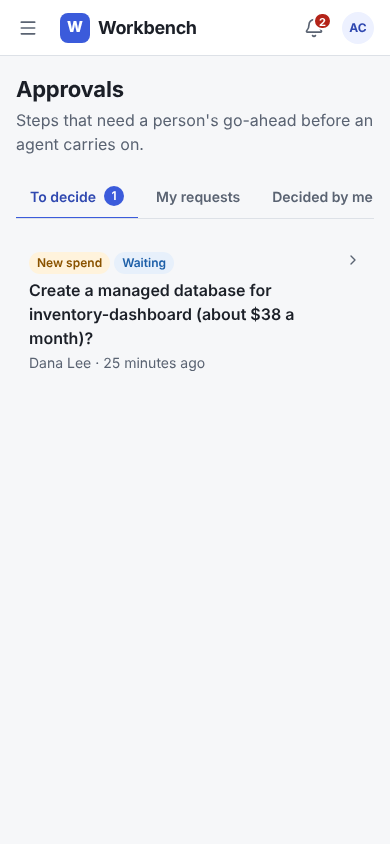 W Workbench 2 AC
Approvals
Steps that need a person's go-ahead before an
agent carries on.
To decide 1 My requests Decided by me
New spend Waiting
Create a managed database for
inventory-dashboard (about $38 a
month)?
Dana Lee · 25 minutes ago